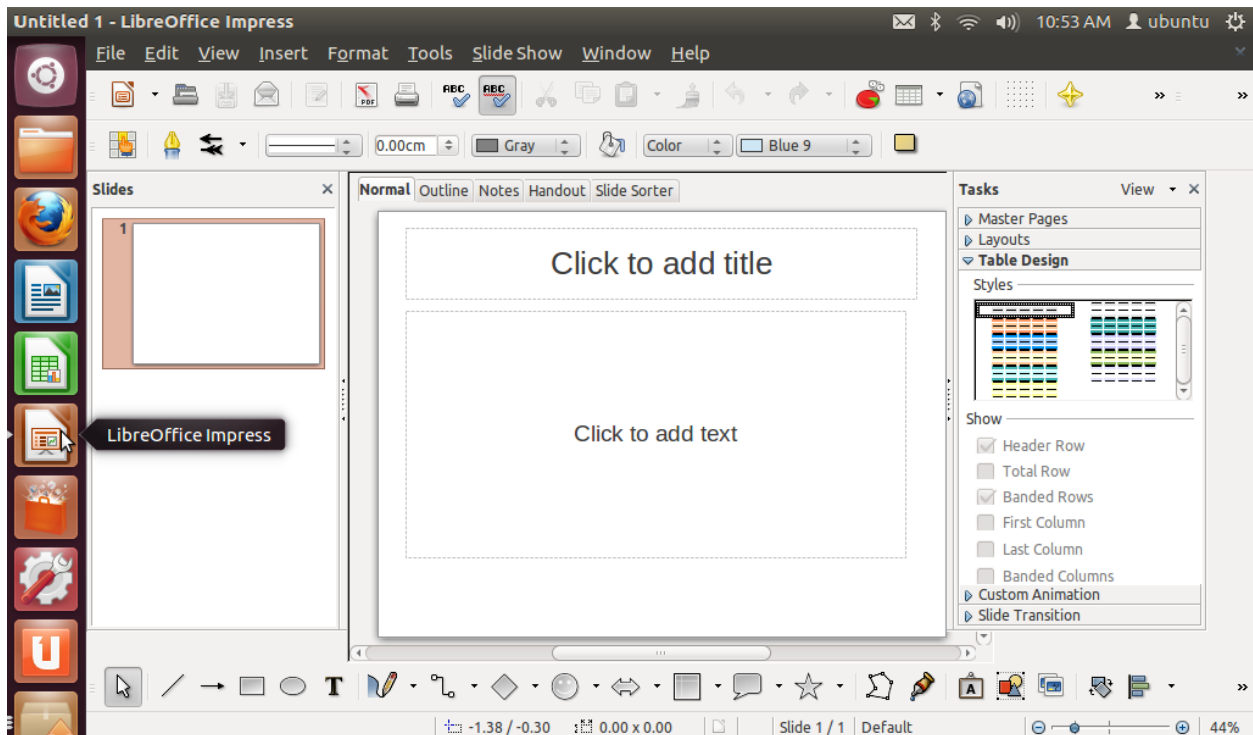 Untitled 1 - LibreOffice Impress 10:53 AM ubuntu
File Edit View Insert Format Tools Slide Show Window Help
PDF ABC ABC » »
0.00cm Gray Color Blue 9
Slides
Normal Outline Notes Handout Slide Sorter
Tasks View
1
Master Pages
Layouts
Table Design
Styles
Click to add title
Click to add text
LibreOffice Impress
Show
Header Row
Total Row
Banded Rows
First Column
Last Column
Banded Columns
Custom Animation
Slide Transition
T A »
-1.38 / -0.30 0.00 x 0.00 Slide 1 / 1 Default 44%